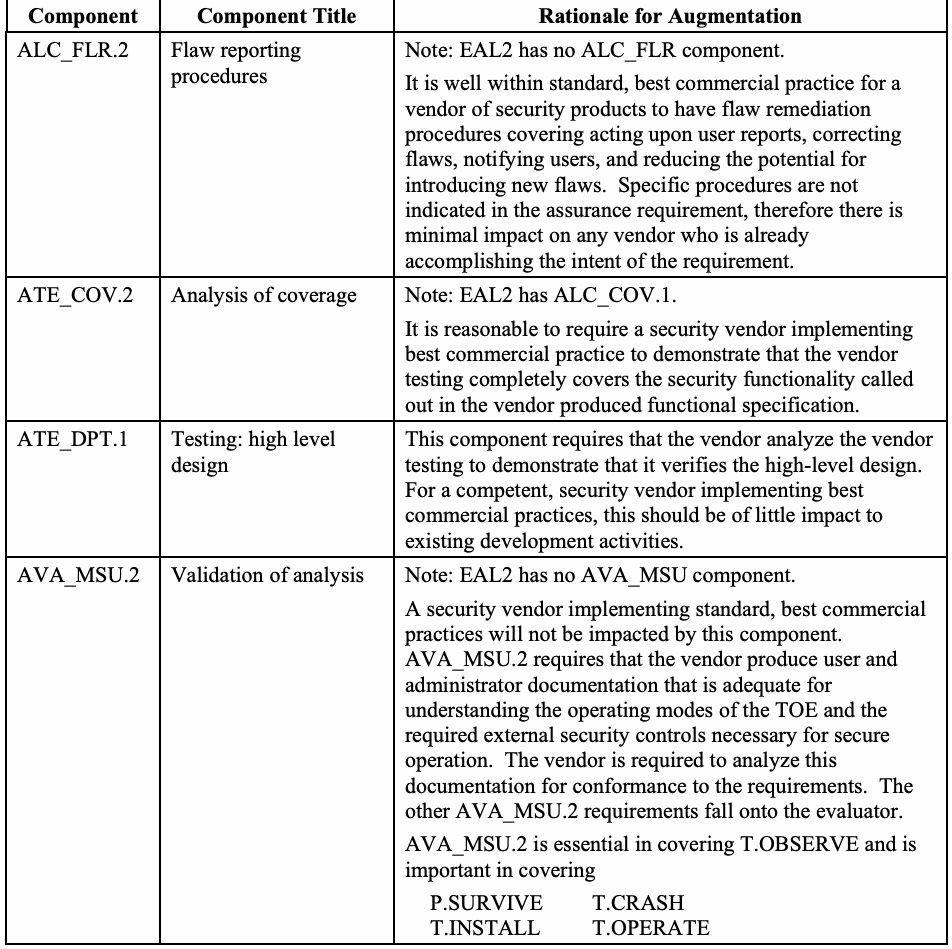 Component Component Title Rationale for Augmentation
ALC_FLR.2 Flaw reporting Note: EAL2 has no ALC_FLR component.
procedures
It is well within standard, best commercial practice for a
vendor of security products to have flaw remediation
procedures covering acting upon user reports, correcting
flaws, notifying users, and reducing the potential for
introducing new flaws.  Specific procedures are not
indicated in the assurance requirement, therefore there is
minimal impact on any vendor who is already
accomplishing the intent of the requirement.
ATE_COV.2 Analysis of coverage Note: EAL2 has ALC_COV.1.
It is reasonable to require a security vendor implementing
best commercial practice to demonstrate that the vendor
testing completely covers the security functionality called
out in the vendor produced functional specification.
ATE_DPT.1 Testing: high level This component requires that the vendor analyze the vendor
design testing to demonstrate that it verifies the high-level design.
For a competent, security vendor implementing best
commercial practices, this should be of little impact to
existing development activities.
AVA_MSU.2 Validation of analysis Note: EAL2 has no AVA_MSU component.
A security vendor implementing standard, best commercial
practices will not be impacted by this component.
AVA_MSU.2 requires that the vendor produce user and
administrator documentation that is adequate for
understanding the operating modes of the TOE and the
required external security controls necessary for secure
operation.  The vendor is required to analyze this
documentation for conformance to the requirements.  The
other AVA_MSU.2 requirements fall onto the evaluator.
AVA_MSU.2 is essential in covering T.OBSERVE and is
important in covering
P.SURVIVE T.CRASH
T.INSTALL T.OPERATE